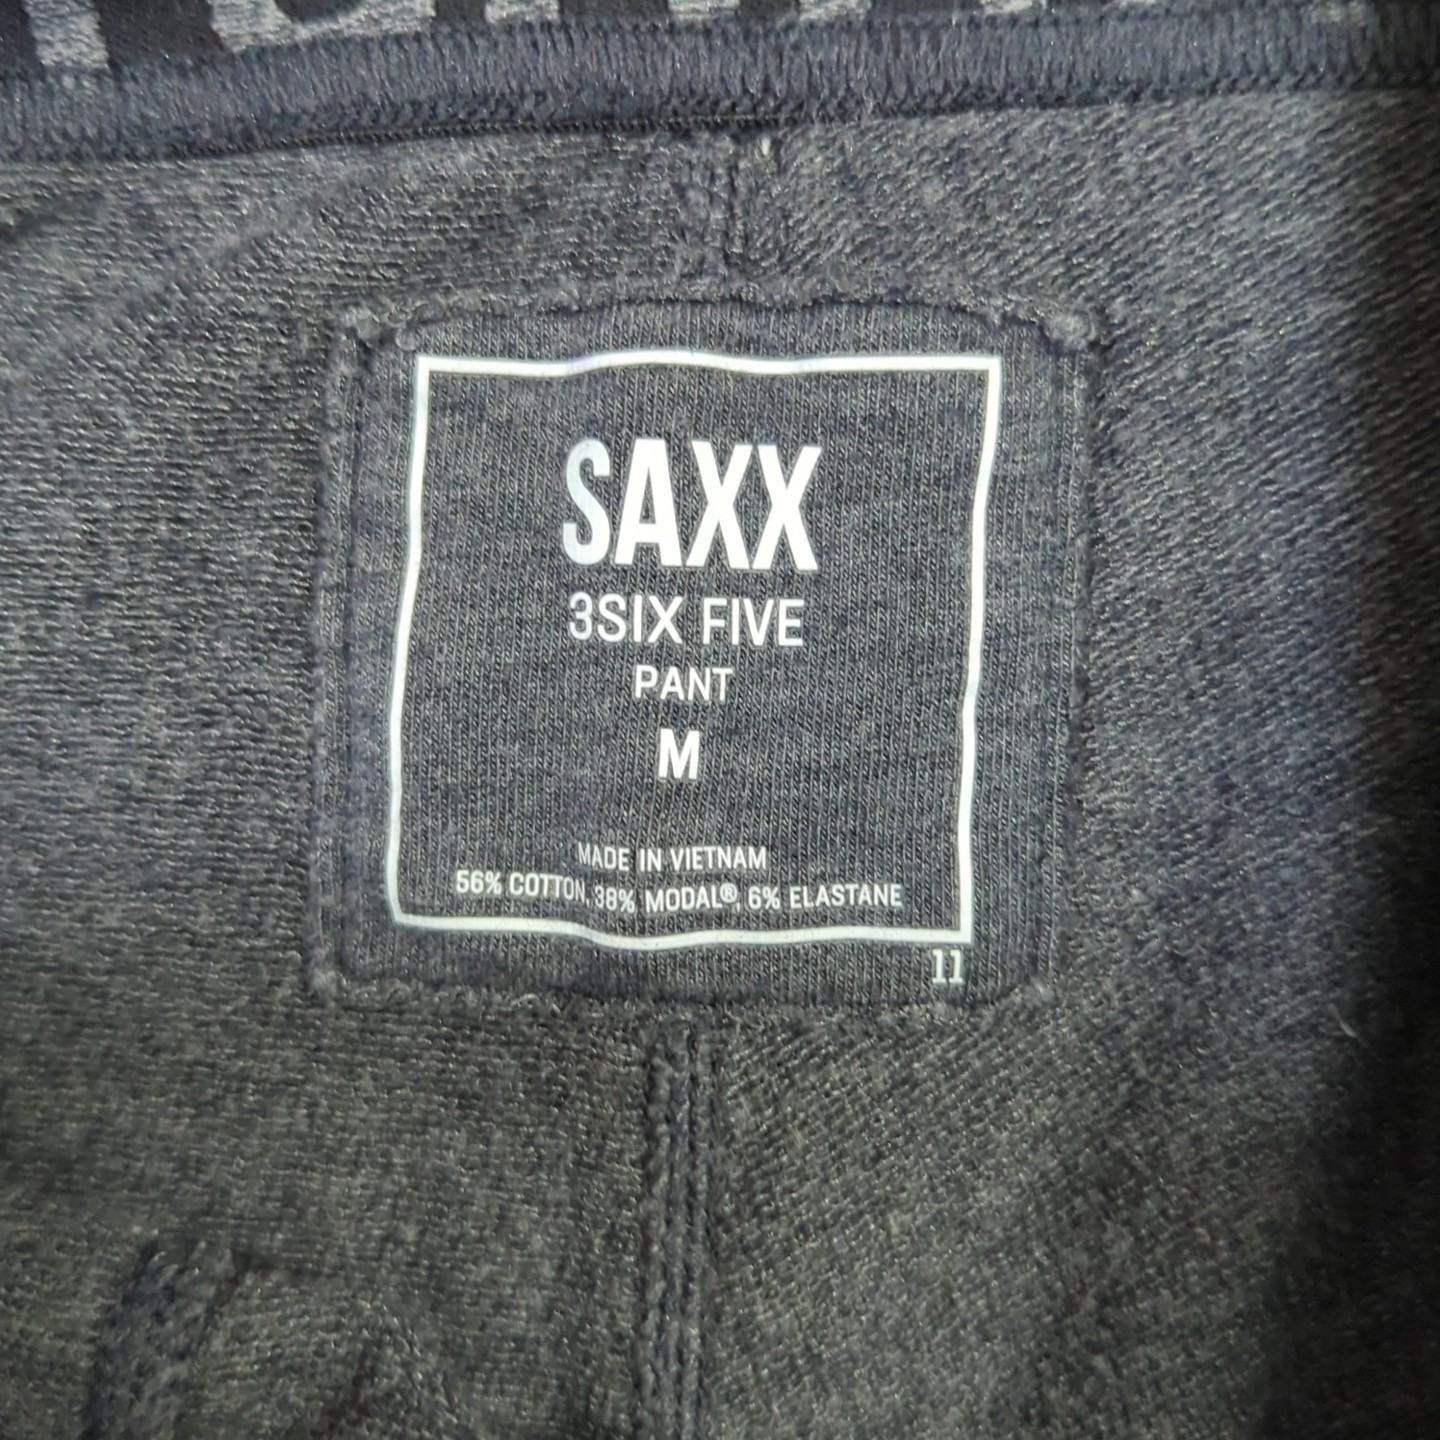 SAXX
3SIX FIVE
PANT
M
MADE IN VIETNAM
56% COTTON, 38% MODAL®, 6% ELASTANE
11